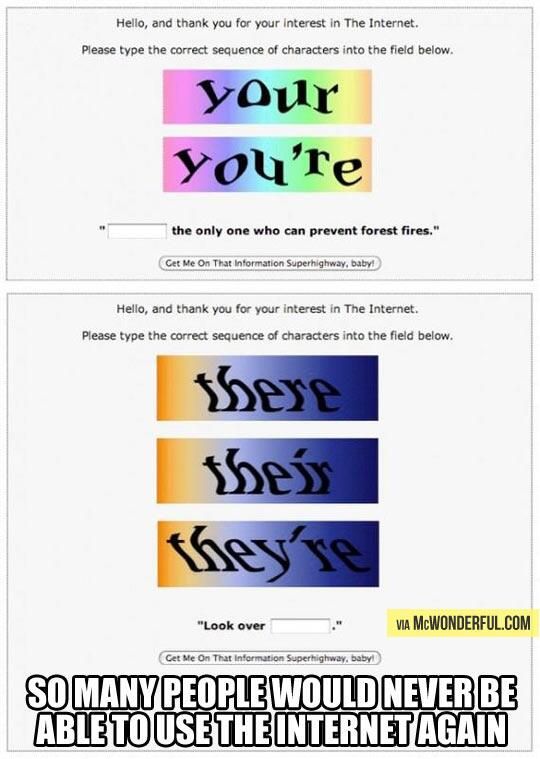 Hello, and thank you for your interest in The Internet.
Please type the correct sequence of characters into the field below.
your
you're
" the only one who can prevent forest fires."
Get Me On That Information Superhighway, baby!
Hello, and thank you for your interest in The Internet.
Please type the correct sequence of characters into the field below.
there
their
they're
"Look over ."
VIA MCWONDERFUL.COM
Get Me On That Information Superhighway, baby!
SO MANY PEOPLE WOULD NEVER BE
ABLE TO USE THE INTERNET AGAIN